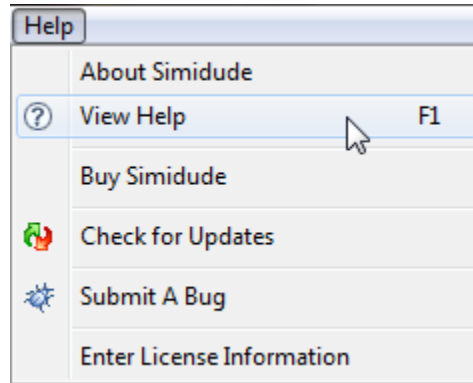 Help
About Simidude
View Help F1
Buy Simidude
Check for Updates
Submit A Bug
Enter License Information